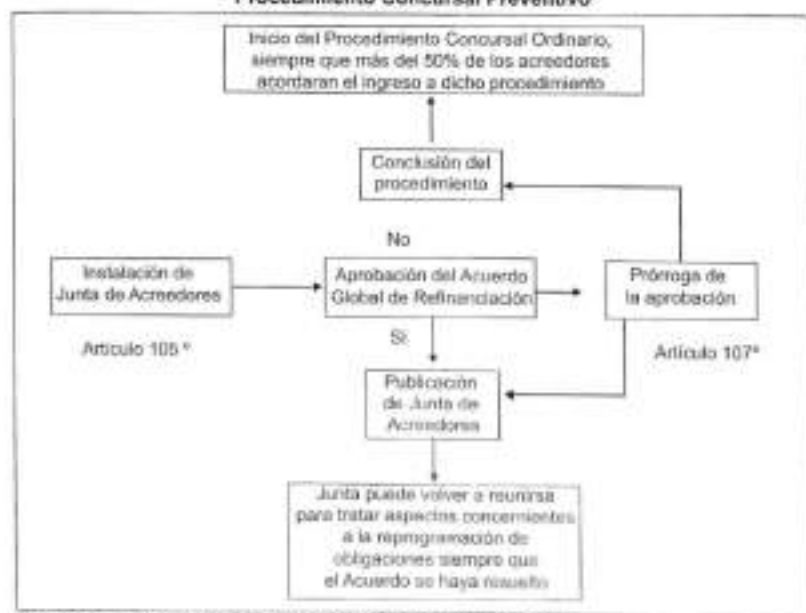 Procedimiento Concursal Preventivo
Inicio del Procedimiento Concursal Ordinario,
siempre que más del 50% de los acreedores
acordaran el ingreso a dicho procedimiento
Conclusión del
procedimiento
No
Instalación de
Junta de Acreedores
Aprobación del Acuerdo
Global de Refinanciación
Prórroga de
la aprobación
Artículo 105 º
Si
Artículo 107º
Publicación
de Junta de
Acreedores
Junta puede volver a reunirse
para tratar aspectos concernientes
a la reprogramación de
obligaciones siempre que
el Acuerdo se haya resuelto